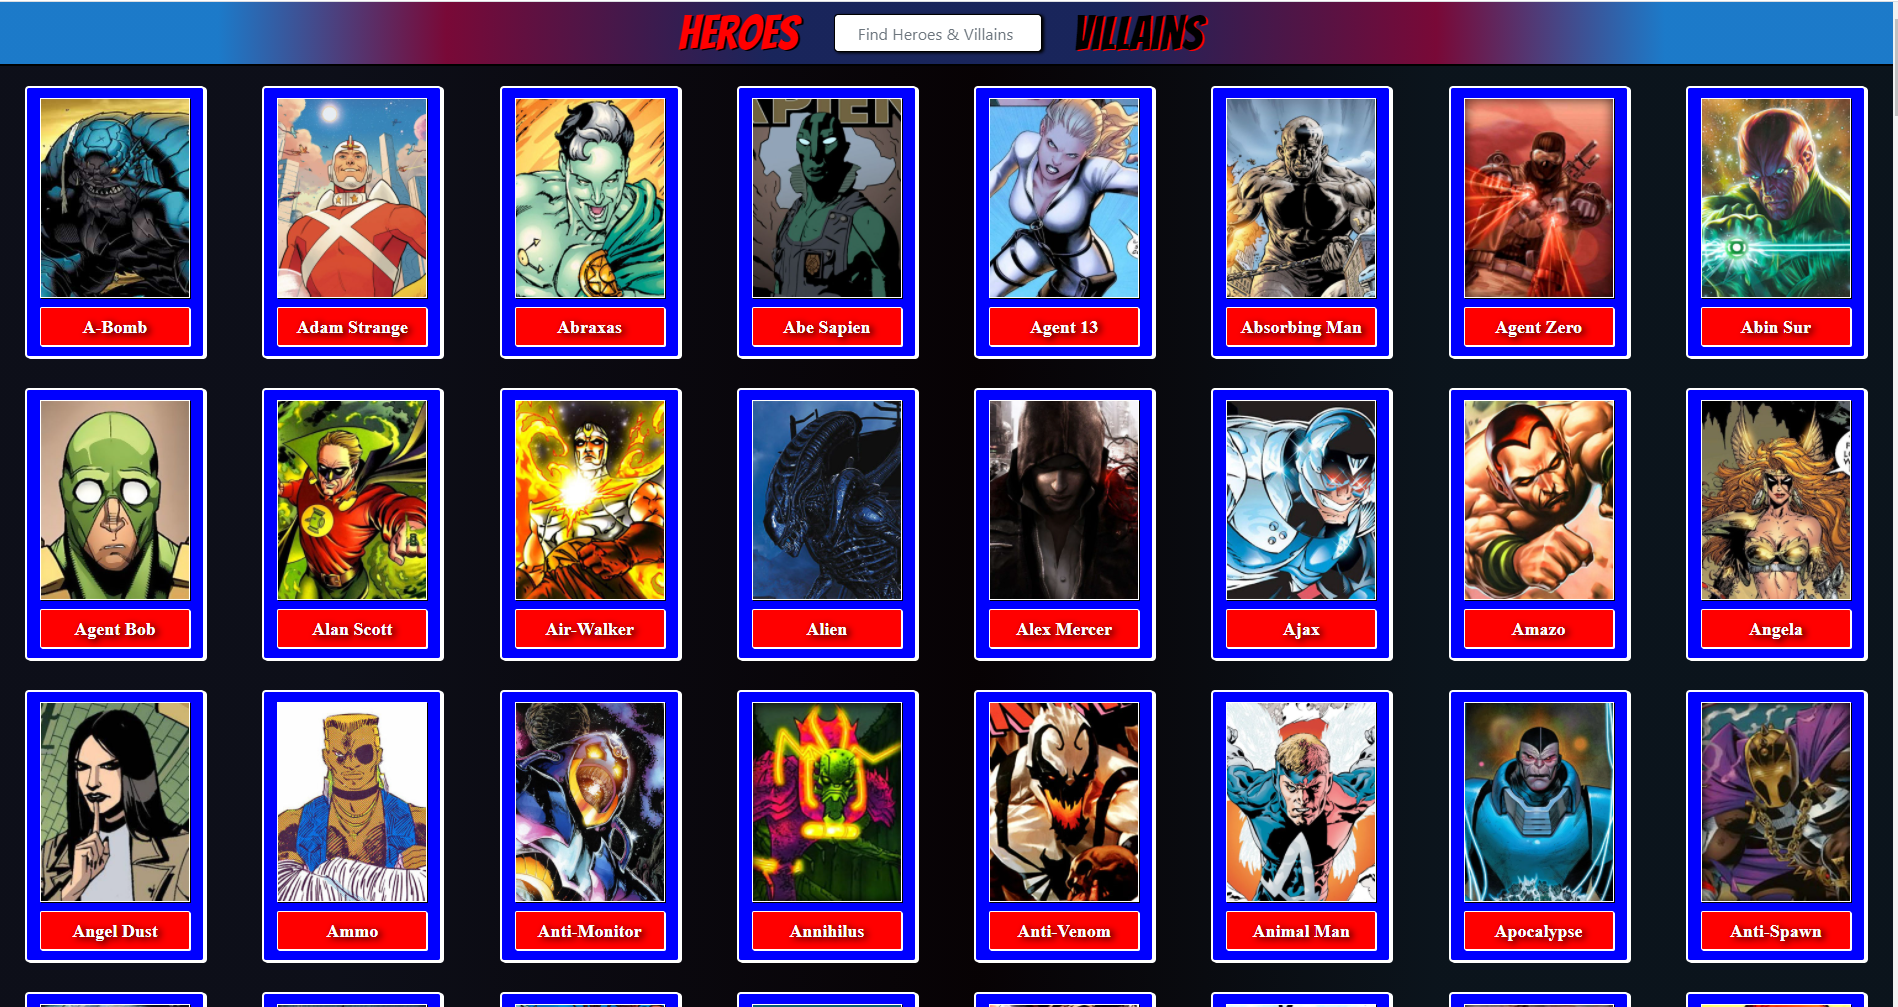 HEROES
Find Heroes & Villains
VILLAINS
APIEN
A-Bomb
Adam Strange
Abraxas
Abe Sapien
Agent 13
Absorbing Man
Agent Zero
Abin Sur
Agent Bob
Alan Scott
Air-Walker
Alien
Alex Mercer
Ajax
Amazo
Angela
Angel Dust
Ammo
Anti-Monitor
Annihilus
Anti-Venom
Animal Man
Apocalypse
Anti-Spawn